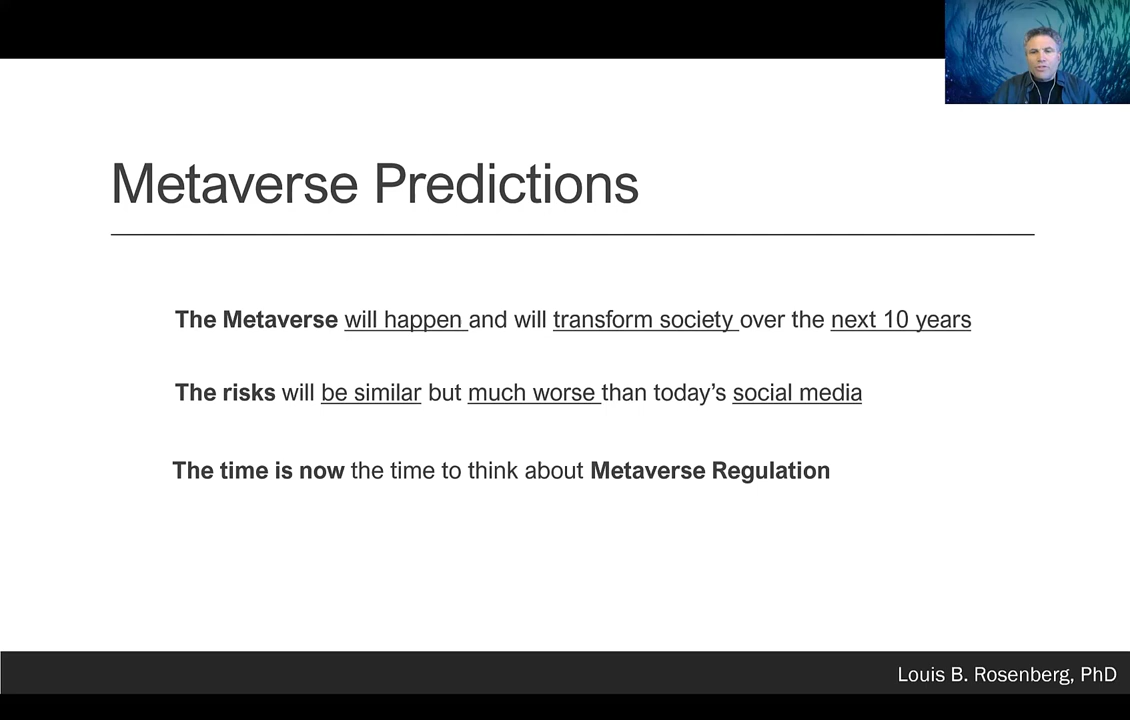 Metaverse Predictions
The Metaverse will happen and will transform society over the next 10 years
The risks will be similar but much worse than today’s social media
The time is now the time to think about Metaverse Regulation
Louis B. Rosenberg, PhD